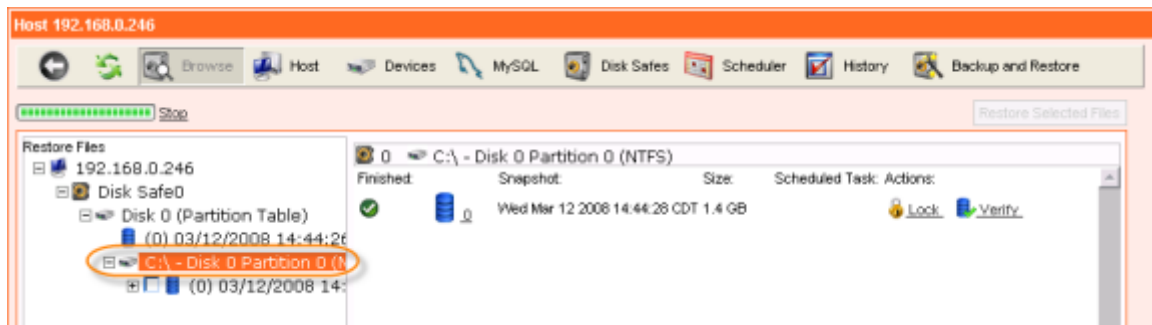 Host 192.168.0.246
Browse Host Devices MySQL Disk Safes Scheduler History Backup and Restore
Stop Restore Selected Files
Restore Files
192.168.0.246
Disk Safe0
Disk 0 (Partition Table)
(0) 03/12/2008 14:44:26
C:\ - Disk 0 Partition 0 (N
(0) 03/12/2008 14:
0 C:\ - Disk 0 Partition 0 (NTFS)
Finished: Snapshot: Size: Scheduled Task: Actions:
0 Wed Mar 12 2008 14:44:28 CDT 1.4 GB Lock Verify